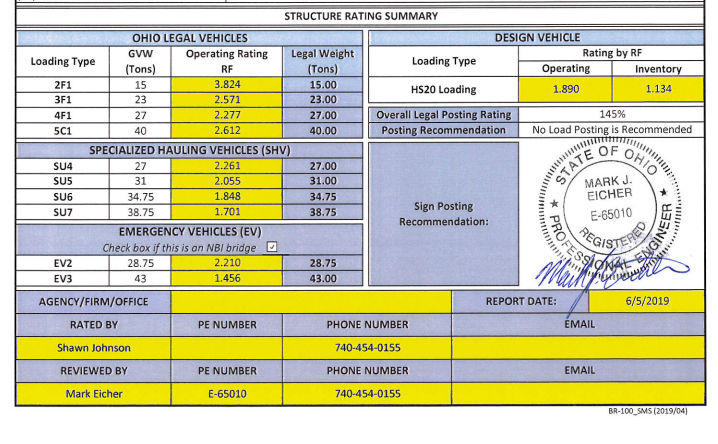 STRUCTURE RATING SUMMARY
OHIO LEGAL VEHICLES
Loading Type GVW (Tons) Operating Rating RF Legal Weight (Tons)
2F1 15 3.824 15.00
3F1 23 2.571 23.00
4F1 27 2.277 27.00
5C1 40 2.612 40.00
SPECIALIZED HAULING VEHICLES (SHV)
SU4 27 2.261 27.00
SU5 31 2.055 31.00
SU6 34.75 1.848 34.75
SU7 38.75 1.701 38.75
EMERGENCY VEHICLES (EV)
Check box if this is an NBI bridge
EV2 28.75 2.210 28.75
EV3 43 1.456 43.00
DESIGN VEHICLE
Loading Type Rating by RF
Operating Inventory
HS20 Loading 1.890 1.134
Overall Legal Posting Rating 145%
Posting Recommendation No Load Posting is Recommended
Sign Posting
Recommendation:
STATE OF OHIO
MARK J.
EICHER
E-65010
REGISTERED
PROFESSIONAL ENGINEER
AGENCY/FIRM/OFFICE REPORT DATE: 6/5/2019
RATED BY PE NUMBER PHONE NUMBER EMAIL
Shawn Johnson 740-454-0155
REVIEWED BY PE NUMBER PHONE NUMBER EMAIL
Mark Eicher E-65010 740-454-0155
BR-100_SMS (2019/04)